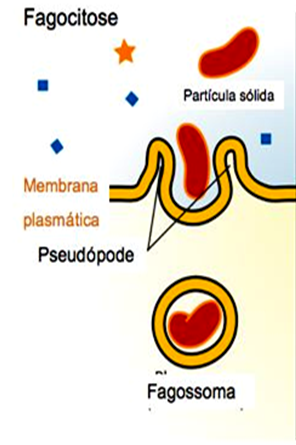 Fagocitose
Partícula sólida
Membrana
plasmática
Pseudópode
Fagossoma